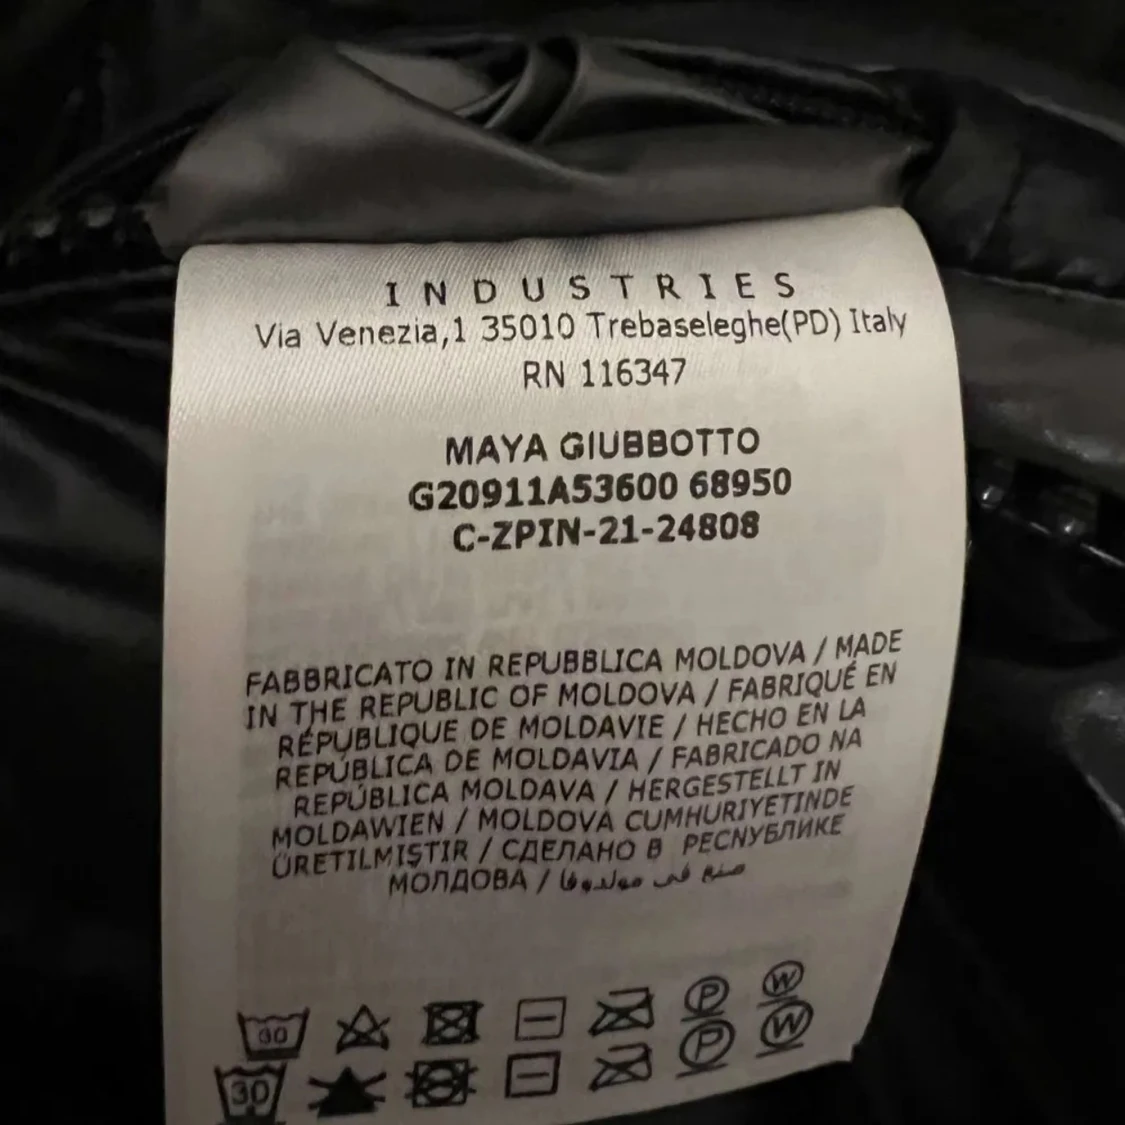 INDUSTRIES
Via Venezia,1 35010 Trebaseleghe(PD) Italy
RN 116347
MAYA GIUBBOTTO
G20911A53600 68950
C-ZPIN-21-24808
FABBRICATO IN REPUBBLICA MOLDOVA / MADE
IN THE REPUBLIC OF MOLDOVA / FABRIQUÉ EN
RÉPUBLIQUE DE MOLDAVIE / HECHO EN LA
REPÚBLICA DE MOLDAVIA / FABRICADO NA
REPÚBLICA MOLDAVA / HERGESTELLT IN
MOLDAWIEN / MOLDOVA CUMHURIYETINDE
ÜRETILMIŞTIR / СДЕЛАНО В РЕСПУБЛИКЕ
МОЛДОВА / صنع في مولدوفا
30 P W
30 P W